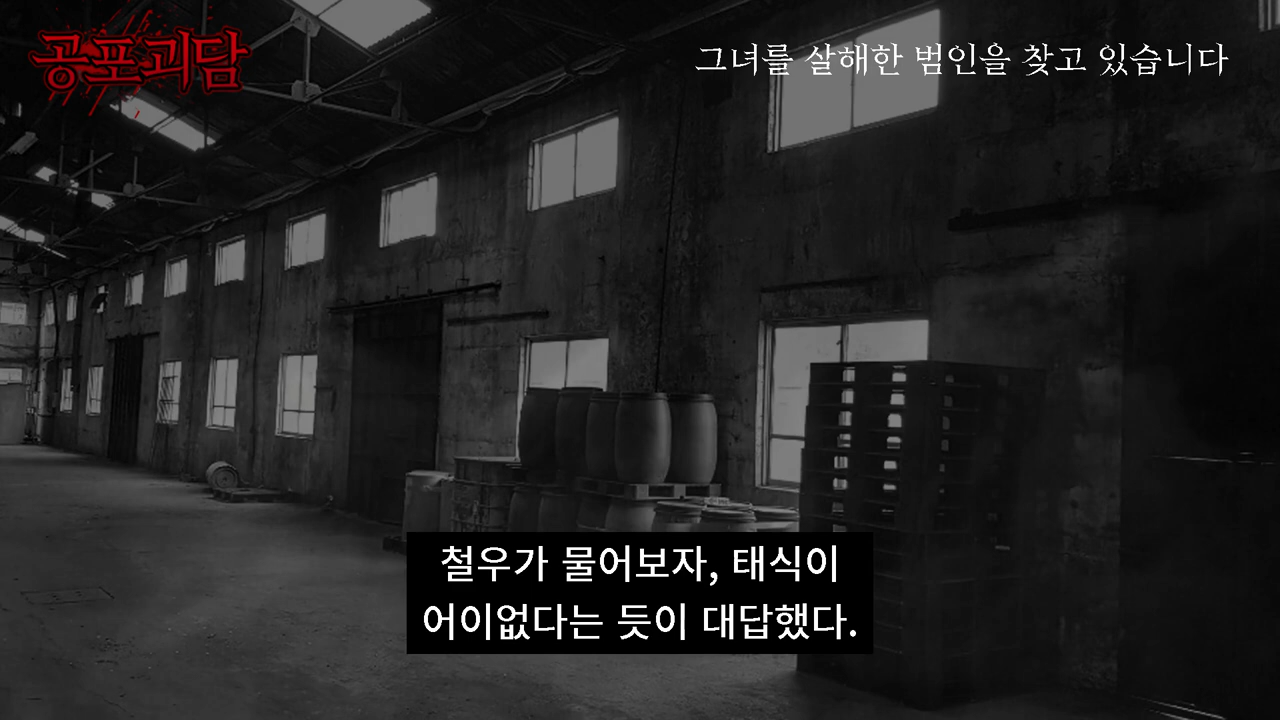 공포괴담
그녀를 살해한 범인을 찾고 있습니다
철우가 물어보자, 태식이
어이없다는 듯이 대답했다.